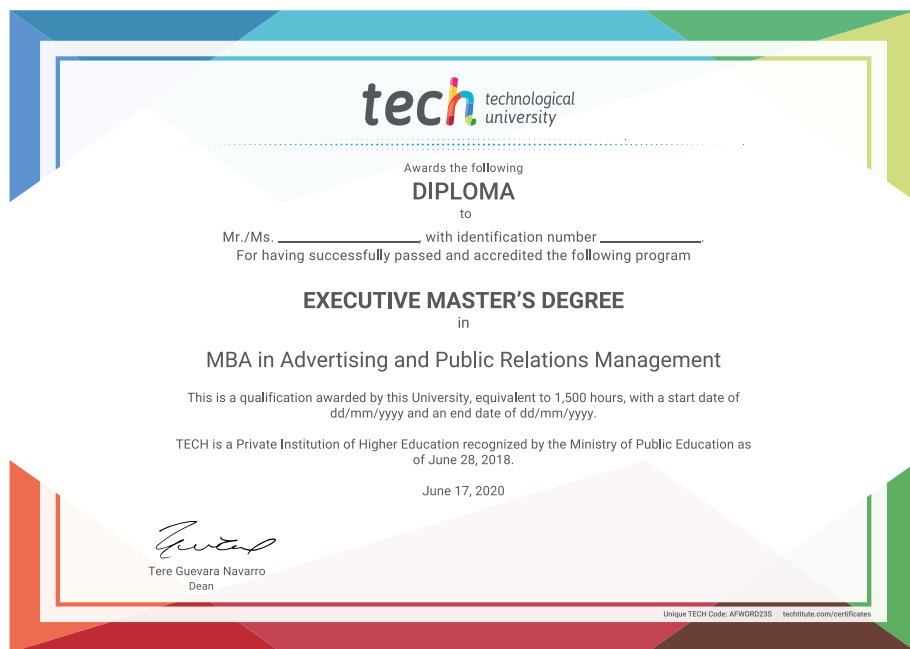 tech technological
university
Awards the following
DIPLOMA
to
Mr./Ms. ____________________, with identification number ______________.
For having successfully passed and accredited the following program
EXECUTIVE MASTER'S DEGREE
in
MBA in Advertising and Public Relations Management
This is a qualification awarded by this University, equivalent to 1,500 hours, with a start date of
dd/mm/yyyy and an end date of dd/mm/yyyy.
TECH is a Private Institution of Higher Education recognized by the Ministry of Public Education as
of June 28, 2018.
June 17, 2020
Tere Guevara Navarro
Dean
Unique TECH Code: AFWORD23S techtitute.com/certificates